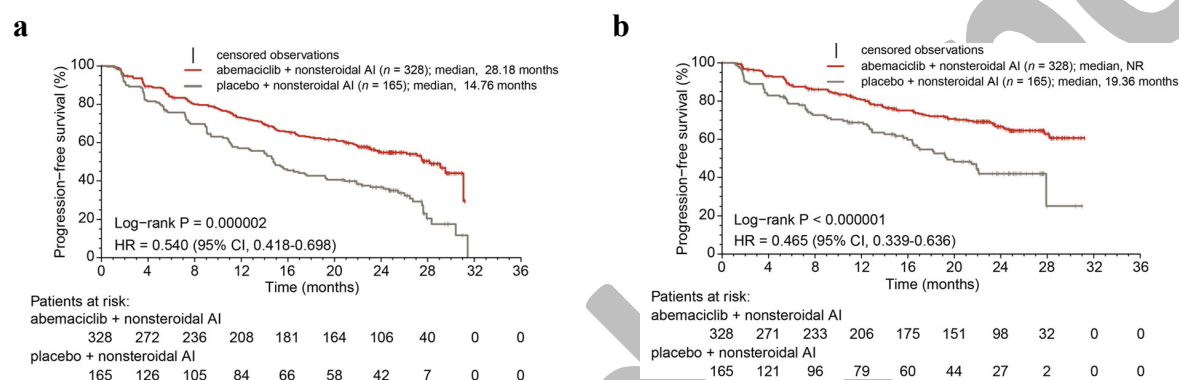 a
censored observations
abemaciclib + nonsteroidal AI (n = 328); median, 28.18 months
placebo + nonsteroidal AI (n = 165); median, 14.76 months
Progression−free survival (%)
100
80
60
40
20
0
Log−rank P = 0.000002
HR = 0.540 (95% CI, 0.418-0.698)
0 4 8 12 16 20 24 28 32 36
Time (months)
Patients at risk:
abemaciclib + nonsteroidal AI
328 272 236 208 181 164 106 40 0 0
placebo + nonsteroidal AI
165 126 105 84 66 58 42 7 0 0
b
censored observations
abemaciclib + nonsteroidal AI (n = 328); median, NR
placebo + nonsteroidal AI (n = 165); median, 19.36 months
Progression−free survival (%)
100
80
60
40
20
0
Log−rank P < 0.000001
HR = 0.465 (95% CI, 0.339-0.636)
0 4 8 12 16 20 24 28 32 36
Time (months)
Patients at risk:
abemaciclib + nonsteroidal AI
328 271 233 206 175 151 98 32 0 0
placebo + nonsteroidal AI
165 121 96 79 60 44 27 2 0 0